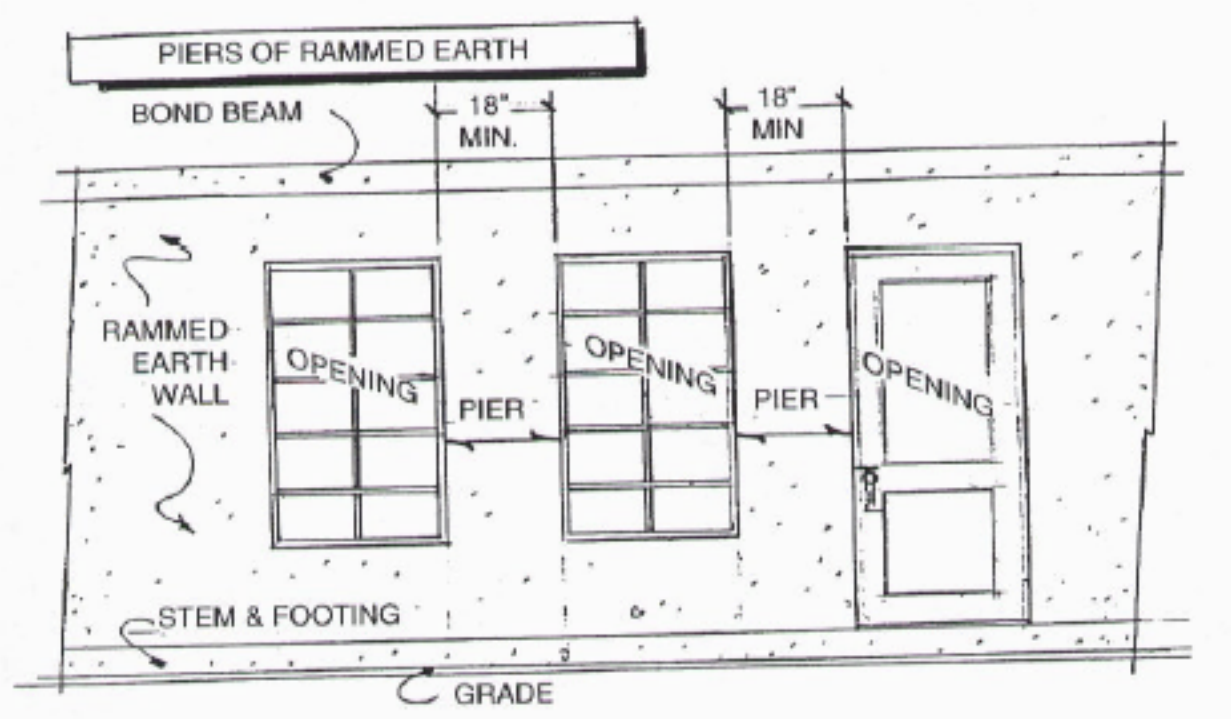 PIERS OF RAMMED EARTH
BOND BEAM
18"
MIN.
18"
MIN
RAMMED
EARTH
WALL
OPENING
PIER
OPENING
PIER
OPENING
STEM & FOOTING
GRADE